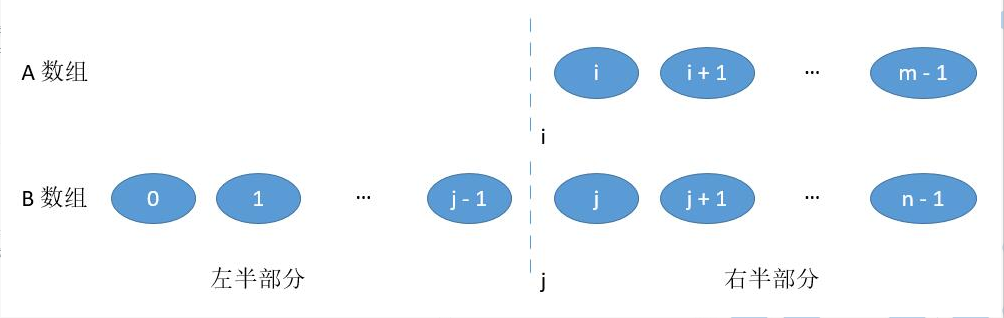 A 数组 i i + 1 ... m - 1
i
B 数组 0 1 ... j - 1 j j + 1 ... n - 1
左半部分 j 右半部分